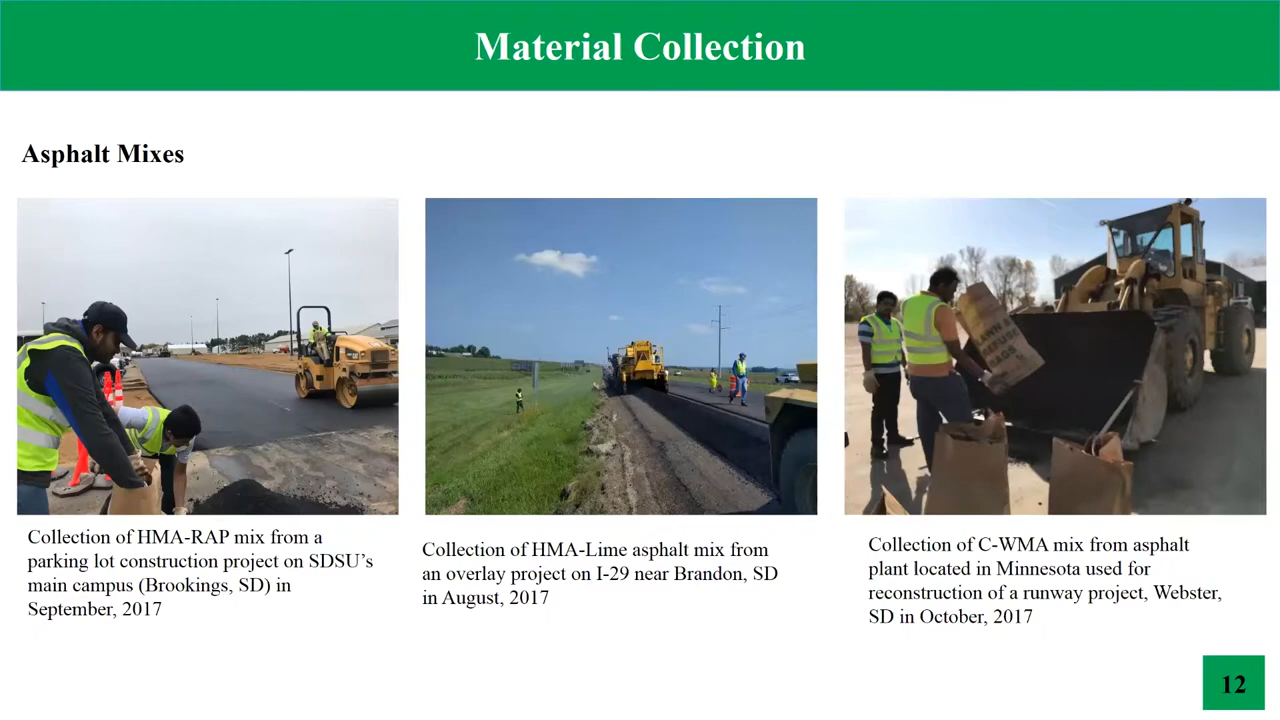 Material Collection
Asphalt Mixes
LAWN &
REFUSE
BAGS
Collection of HMA-RAP mix from a
parking lot construction project on SDSU’s
main campus (Brookings, SD) in
September, 2017
Collection of HMA-Lime asphalt mix from
an overlay project on I-29 near Brandon, SD
in August, 2017
Collection of C-WMA mix from asphalt
plant located in Minnesota used for
reconstruction of a runway project, Webster,
SD in October, 2017
12